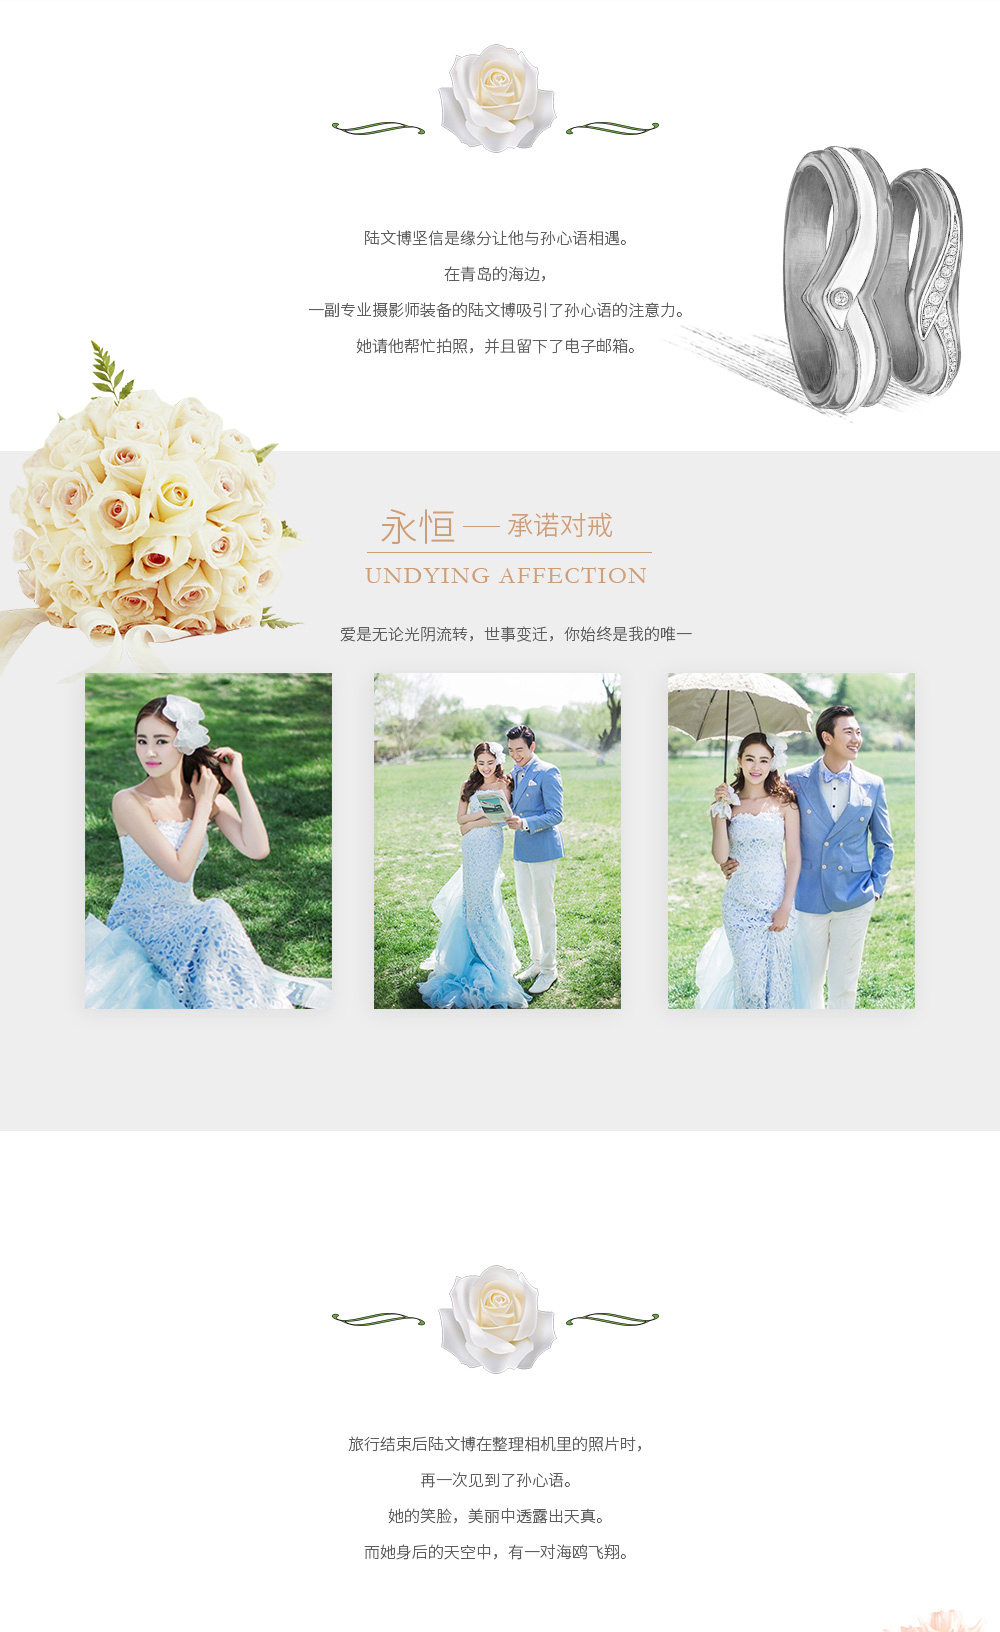 陆文博坚信是缘分让他与孙心语相遇。
在青岛的海边，
一副专业摄影师装备的陆文博吸引了孙心语的注意力。
她请他帮忙拍照，并且留下了电子邮箱。
永恒——承诺对戒
UNDYING AFFECTION
爱是无论光阴流转，世事变迁，你始终是我的唯一
旅行结束后陆文博在整理相机里的照片时，
再一次见到了孙心语。
她的笑脸，美丽中透露出天真。
而她身后的天空中，有一对海鸥飞翔。